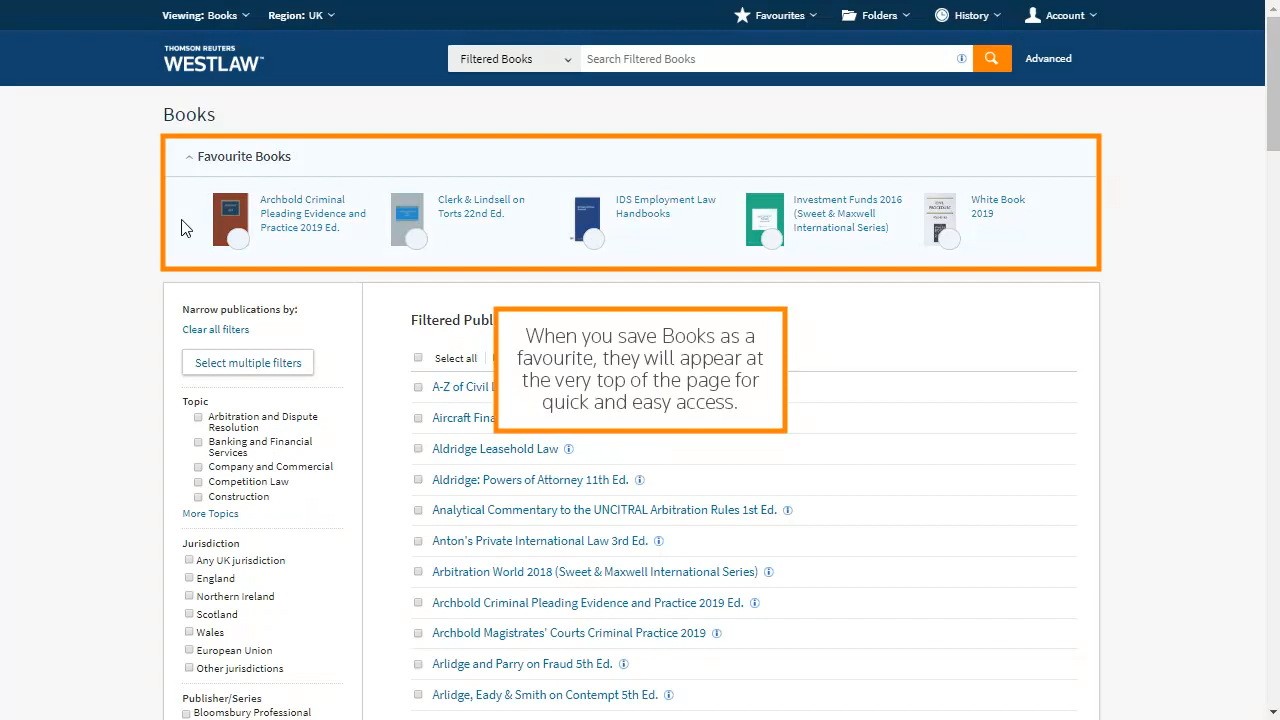 Viewing: Books
Region: UK
Favourites
Folders
History
Account
THOMSON REUTERS
WESTLAW™
Filtered Books
Search Filtered Books
Advanced
Books
Favourite Books
Archbold Criminal
Pleading Evidence and
Practice 2019 Ed.
Clerk & Lindsell on
Torts 22nd Ed.
IDS Employment Law
Handbooks
Investment Funds 2016
(Sweet & Maxwell
International Series)
White Book
2019
Narrow publications by:
Clear all filters
Select multiple filters
Topic
Arbitration and Dispute
Resolution
Banking and Financial
Services
Company and Commercial
Competition Law
Construction
More Topics
Jurisdiction
Any UK jurisdiction
England
Northern Ireland
Scotland
Wales
European Union
Other jurisdictions
Publisher/Series
Bloomsbury Professional
Filtered Publ
When you save Books as a
favourite, they will appear at
the very top of the page for
quick and easy access.
Select all
A-Z of Civil
Aircraft Fina
Aldridge Leasehold Law
Aldridge: Powers of Attorney 11th Ed.
Analytical Commentary to the UNCITRAL Arbitration Rules 1st Ed.
Anton's Private International Law 3rd Ed.
Arbitration World 2018 (Sweet & Maxwell International Series)
Archbold Criminal Pleading Evidence and Practice 2019 Ed.
Archbold Magistrates' Courts Criminal Practice 2019
Arlidge and Parry on Fraud 5th Ed.
Arlidge, Eady & Smith on Contempt 5th Ed.